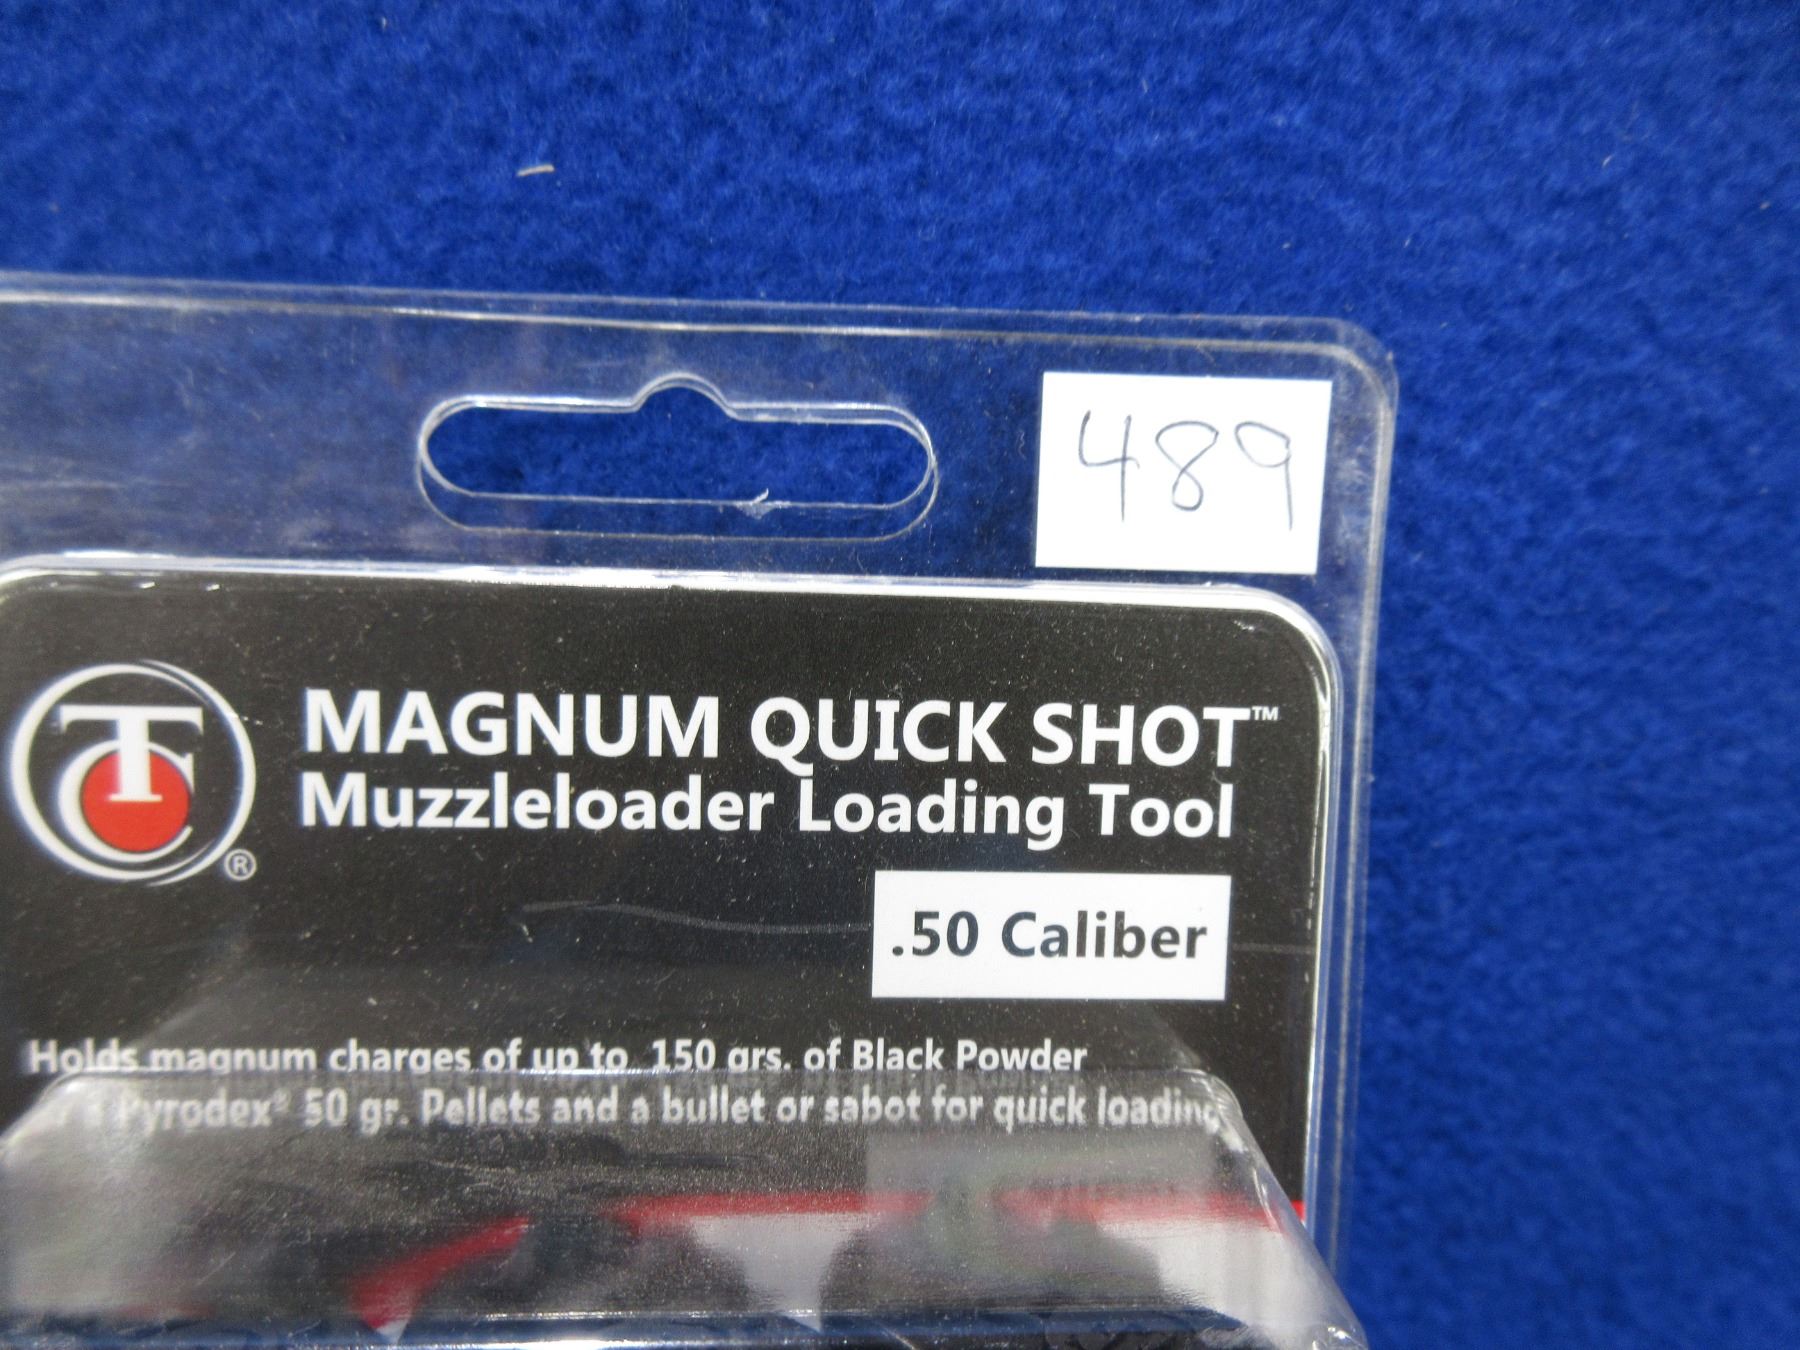 489
TC®
MAGNUM QUICK SHOT™
Muzzleloader Loading Tool
.50 Caliber
Holds magnum charges of up to 150 grs. of Black Powder
Pyrodex® 50 gr. Pellets and a bullet or sabot for quick loading